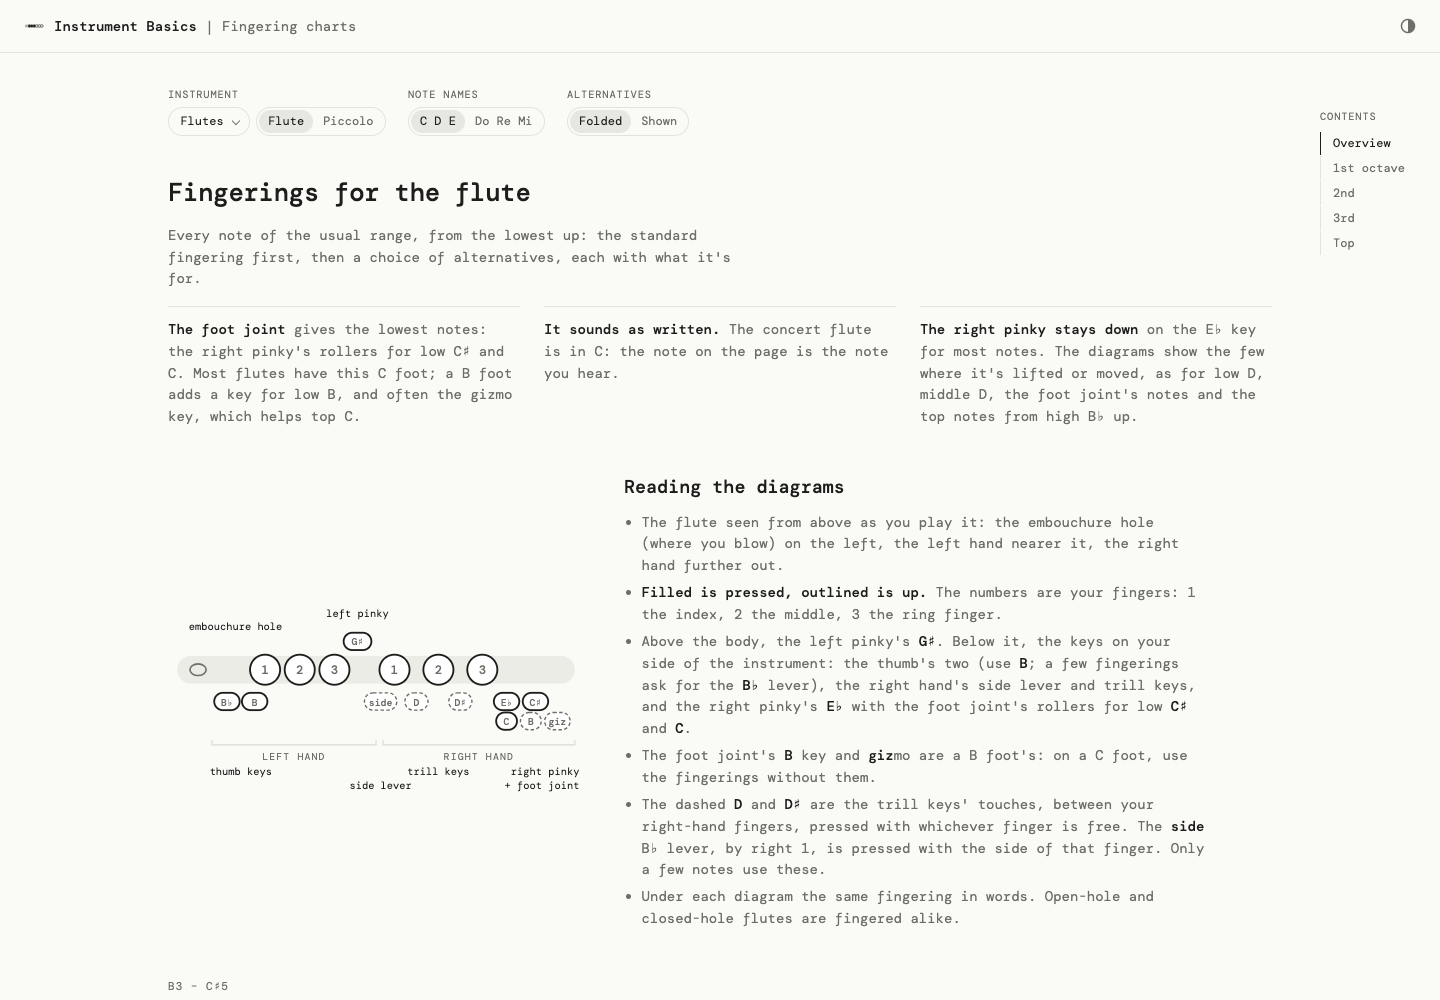 Instrument Basics | Fingering charts
INSTRUMENT
Flutes
Flute Piccolo
NOTE NAMES
C D E Do Re Mi
ALTERNATIVES
Folded Shown
CONTENTS
Overview
1st octave
2nd
3rd
Top
Fingerings for the flute
Every note of the usual range, from the lowest up: the standard
fingering first, then a choice of alternatives, each with what it's
for.
The foot joint gives the lowest notes:
the right pinky's rollers for low C♯ and
C. Most flutes have this C foot; a B foot
adds a key for low B, and often the gizmo
key, which helps top C.
It sounds as written. The concert flute
is in C: the note on the page is the note
you hear.
The right pinky stays down on the E♭ key
for most notes. The diagrams show the few
where it's lifted or moved, as for low D,
middle D, the foot joint's notes and the
top notes from high B♭ up.
left pinky
embouchure hole
G♯
1 2 3 1 2 3
B♭ B side D D♯ E♭ C♯
C B giz
LEFT HAND RIGHT HAND
thumb keys trill keys right pinky
side lever + foot joint
Reading the diagrams
• The flute seen from above as you play it: the embouchure hole
(where you blow) on the left, the left hand nearer it, the right
hand further out.
• Filled is pressed, outlined is up. The numbers are your fingers: 1
the index, 2 the middle, 3 the ring finger.
• Above the body, the left pinky's G♯. Below it, the keys on your
side of the instrument: the thumb's two (use B; a few fingerings
ask for the B♭ lever), the right hand's side lever and trill keys,
and the right pinky's E♭ with the foot joint's rollers for low C♯
and C.
• The foot joint's B key and gizmo are a B foot's: on a C foot, use
the fingerings without them.
• The dashed D and D♯ are the trill keys' touches, between your
right-hand fingers, pressed with whichever finger is free. The side
B♭ lever, by right 1, is pressed with the side of that finger. Only
a few notes use these.
• Under each diagram the same fingering in words. Open-hole and
closed-hole flutes are fingered alike.
B3 – C♯5